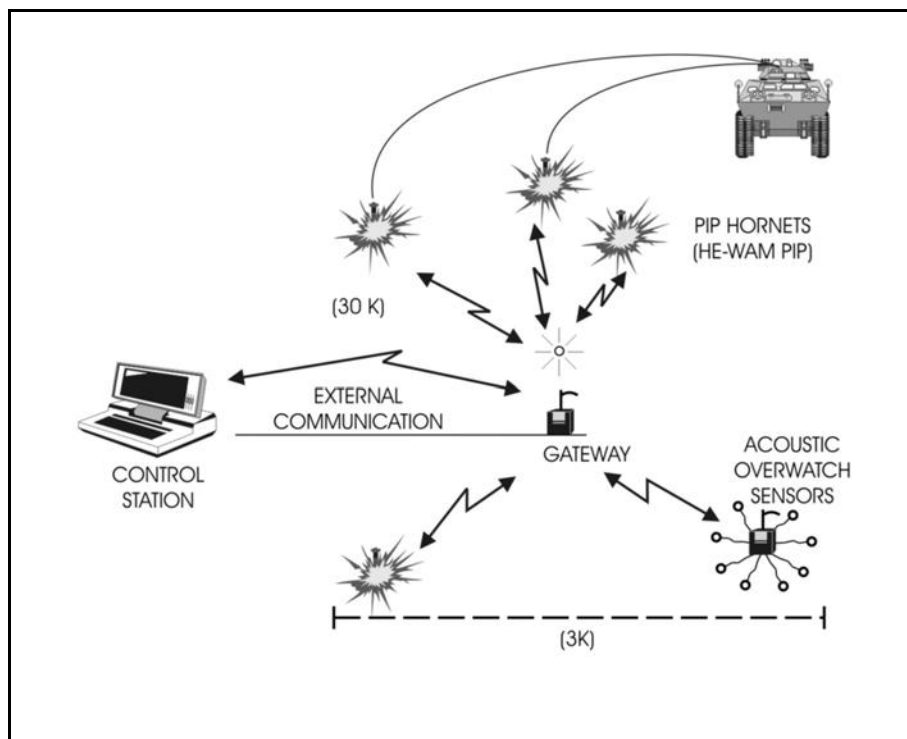 PIP HORNETS
(HE-WAM PIP)
(30 K)
EXTERNAL
COMMUNICATION
CONTROL
STATION
GATEWAY
ACOUSTIC
OVERWATCH
SENSORS
(3K)